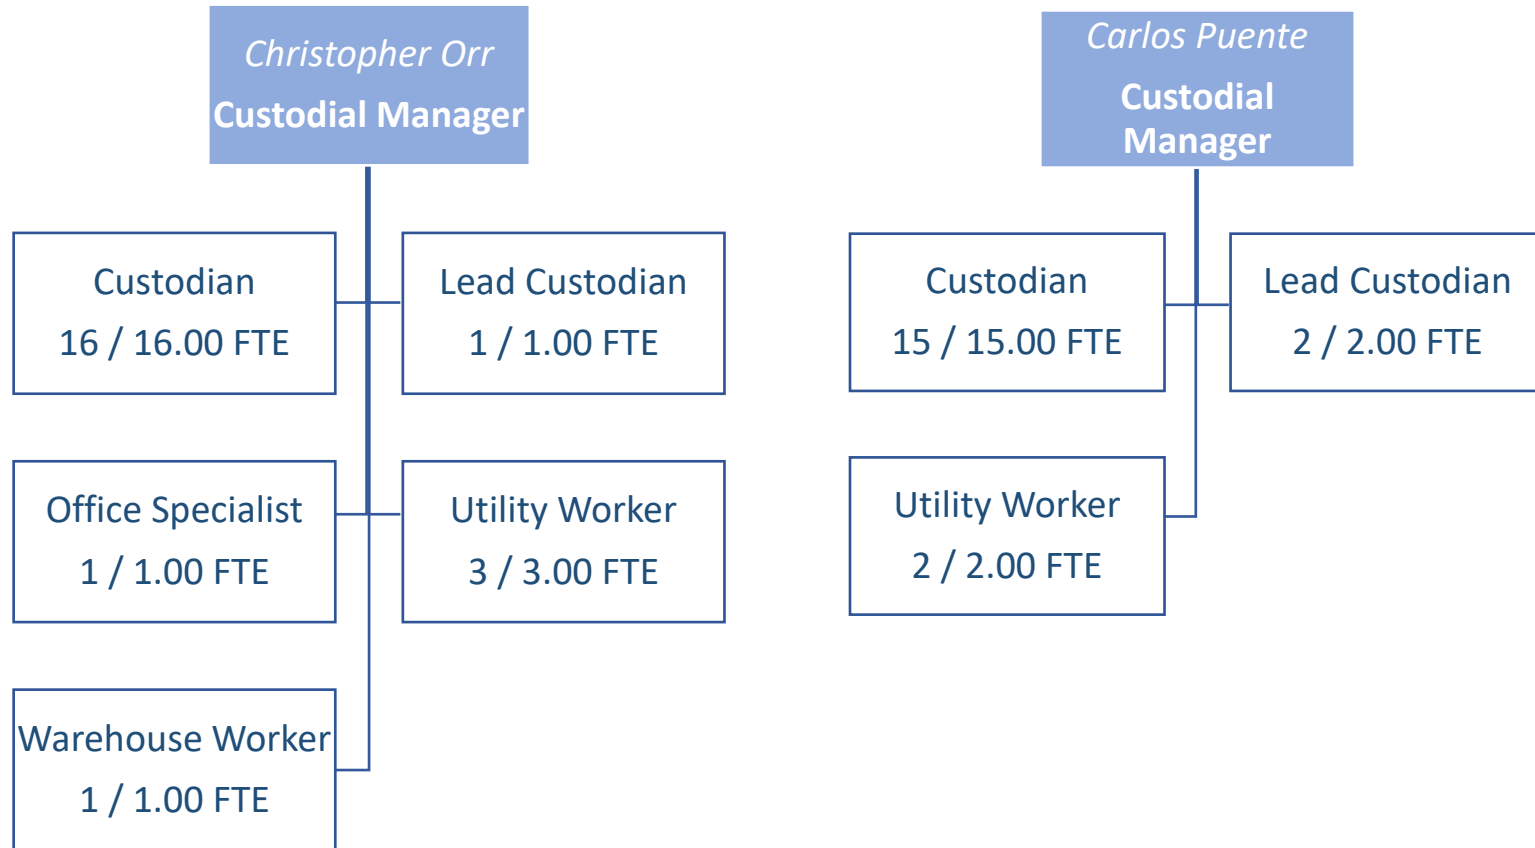 Christopher Orr
Custodial Manager
Custodian
16 / 16.00 FTE
Lead Custodian
1 / 1.00 FTE
Office Specialist
1 / 1.00 FTE
Utility Worker
3 / 3.00 FTE
Warehouse Worker
1 / 1.00 FTE
Carlos Puente
Custodial
Manager
Custodian
15 / 15.00 FTE
Lead Custodian
2 / 2.00 FTE
Utility Worker
2 / 2.00 FTE